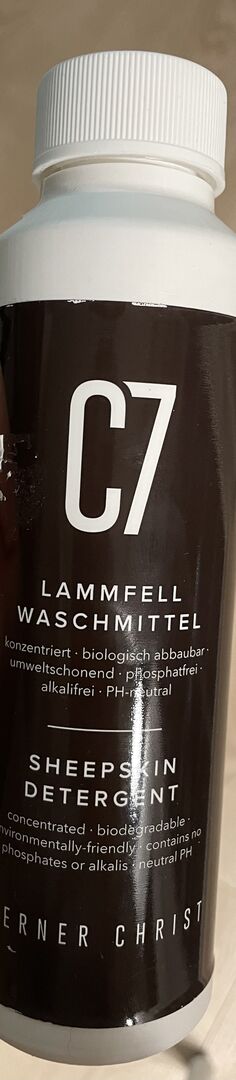 C7
LAMMFELL
WASCHMITTEL
konzentriert · biologisch abbaubar ·
umweltschonend · phosphatfrei ·
alkalifrei · PH-neutral
SHEEPSKIN
DETERGENT
concentrated · biodegradable ·
nvironmentally-friendly · contains no
phosphates or alkalis · neutral PH
ERNER CHRIST